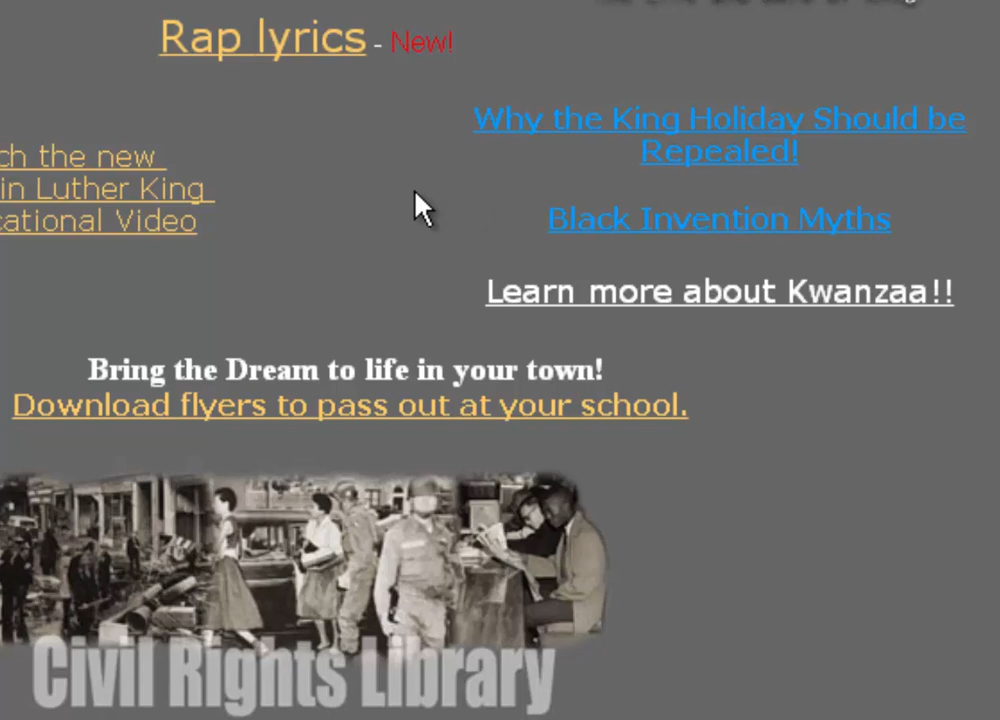 Rap lyrics - New!
Why the King Holiday Should be
Repealed!
ch the new
in Luther King
cational Video
Black Invention Myths
Learn more about Kwanzaa!!
Bring the Dream to life in your town!
Download flyers to pass out at your school.
Civil Rights Library